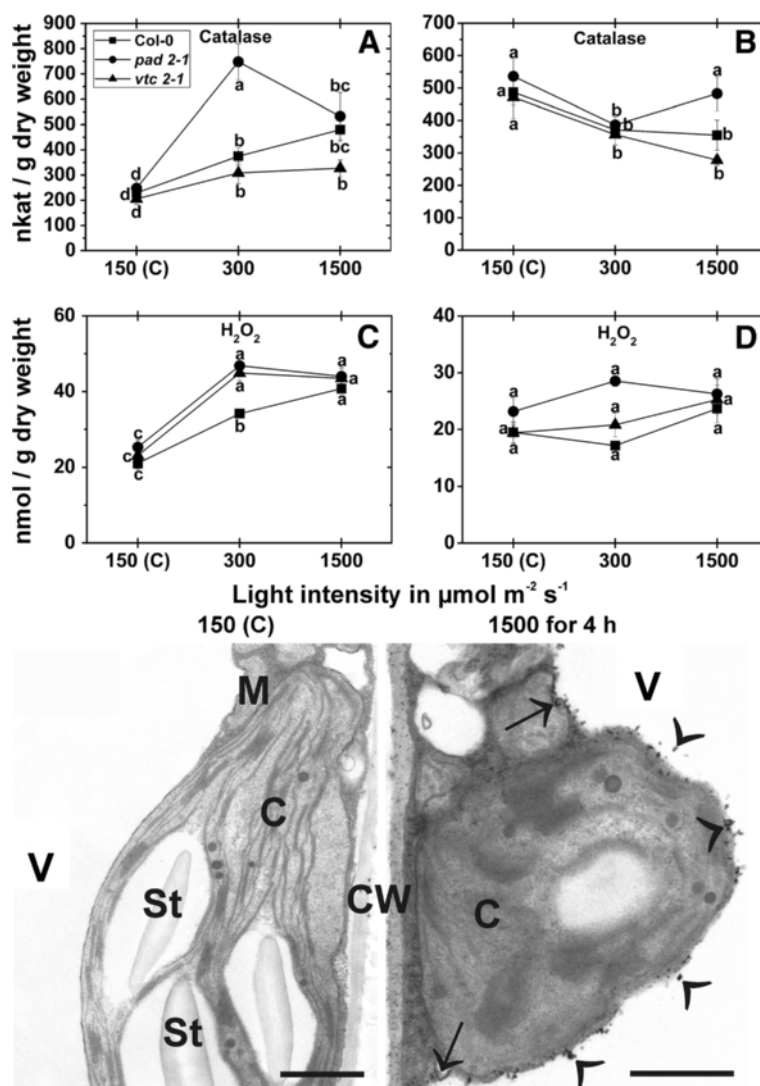 nkat / g dry weight
900
800
700
600
500
400
300
200
100
0
Col-0
pad 2-1
vtc 2-1
Catalase
A
a
bc
b
bc
d
d
d
b
b
150 (C)
300
1500
700
600
500
400
300
200
100
0
Catalase
B
a
a
a
a
b
b
b
b
b
150 (C)
300
1500
nmol / g dry weight
60
40
20
0
H₂O₂
C
a
a
a
a
b
a
c
c
c
150 (C)
300
1500
40
30
20
10
0
H₂O₂
D
a
a
a
a
a
a
a
a
a
150 (C)
300
1500
Light intensity in µmol m⁻² s⁻¹
150 (C)
1500 for 4 h
M
C
V
St
St
CW
V
C